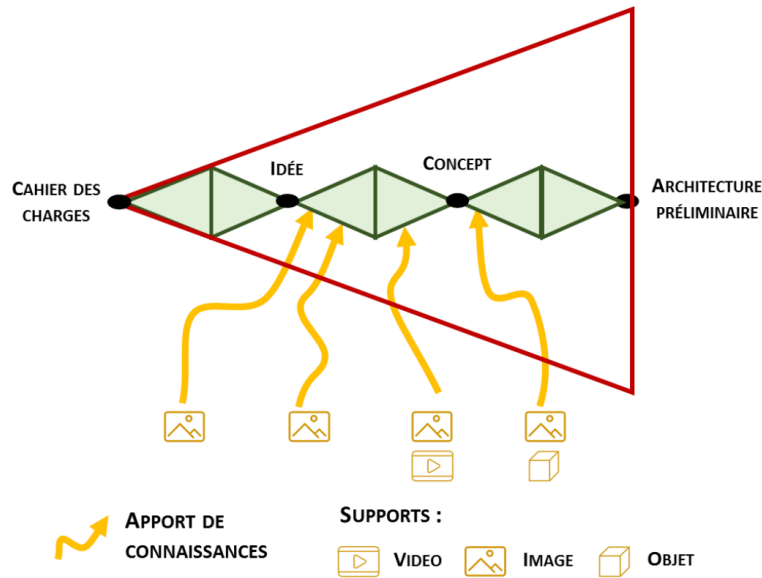 CAHIER DES
CHARGES
IDÉE
CONCEPT
ARCHITECTURE
PRÉLIMINAIRE
APPORT DE
CONNAISSANCES
SUPPORTS :
VIDEO
IMAGE
OBJET